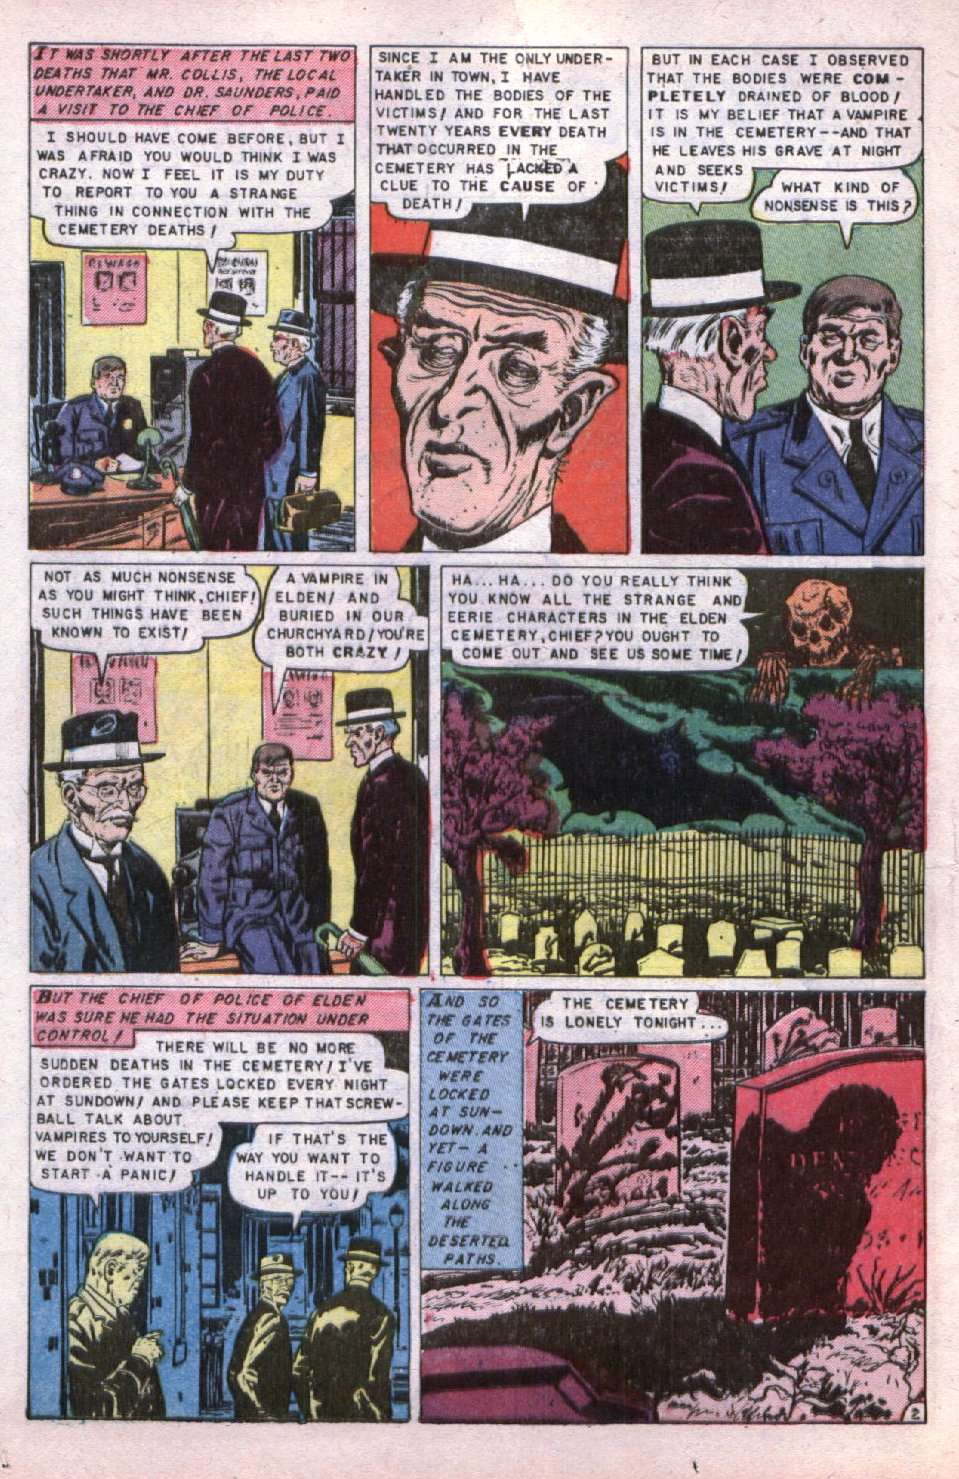 IT WAS SHORTLY AFTER THE LAST TWO
DEATHS THAT MR. COLLIS, THE LOCAL
UNDERTAKER, AND DR. SAUNDERS, PAID
A VISIT TO THE CHIEF OF POLICE.
I SHOULD HAVE COME BEFORE, BUT I
WAS AFRAID YOU WOULD THINK I WAS
CRAZY. NOW I FEEL IT IS MY DUTY
TO REPORT TO YOU A STRANGE
THING IN CONNECTION WITH THE
CEMETERY DEATHS!
REWARD
SINCE I AM THE ONLY UNDER-
TAKER IN TOWN, I HAVE
HANDLED THE BODIES OF THE
VICTIMS! AND FOR THE LAST
TWENTY YEARS EVERY DEATH
THAT OCCURRED IN THE
CEMETERY HAS LACKED A
CLUE TO THE CAUSE OF
DEATH!
BUT IN EACH CASE I OBSERVED
THAT THE BODIES WERE COM-
PLETELY DRAINED OF BLOOD!
IT IS MY BELIEF THAT A VAMPIRE
IS IN THE CEMETERY--AND THAT
HE LEAVES HIS GRAVE AT NIGHT
AND SEEKS
VICTIMS!
WHAT KIND OF
NONSENSE IS THIS?
NOT AS MUCH NONSENSE
AS YOU MIGHT THINK, CHIEF!
SUCH THINGS HAVE BEEN
KNOWN TO EXIST!
A VAMPIRE IN
ELDEN! AND
BURIED IN OUR
CHURCHYARD! YOU'RE
BOTH CRAZY!
HA... HA... DO YOU REALLY THINK
YOU KNOW ALL THE STRANGE AND
EERIE CHARACTERS IN THE ELDEN
CEMETERY, CHIEF? YOU OUGHT TO
COME OUT AND SEE US SOME TIME!
BUT THE CHIEF OF POLICE OF ELDEN
WAS SURE HE HAD THE SITUATION UNDER
CONTROL!
THERE WILL BE NO MORE
SUDDEN DEATHS IN THE CEMETERY! I'VE
ORDERED THE GATES LOCKED EVERY NIGHT
AT SUNDOWN! AND PLEASE KEEP THAT SCREW-
BALL TALK ABOUT
VAMPIRES TO YOURSELF!
WE DON'T WANT TO
START A PANIC!
IF THAT'S THE
WAY YOU WANT TO
HANDLE IT-- IT'S
UP TO YOU!
AND SO
THE GATES
OF THE
CEMETERY
WERE
LOCKED
AT SUN-
DOWN. AND
YET- A
FIGURE
WALKED
ALONG
THE
DESERTED
PATHS.
THE CEMETERY
IS LONELY TONIGHT...
2